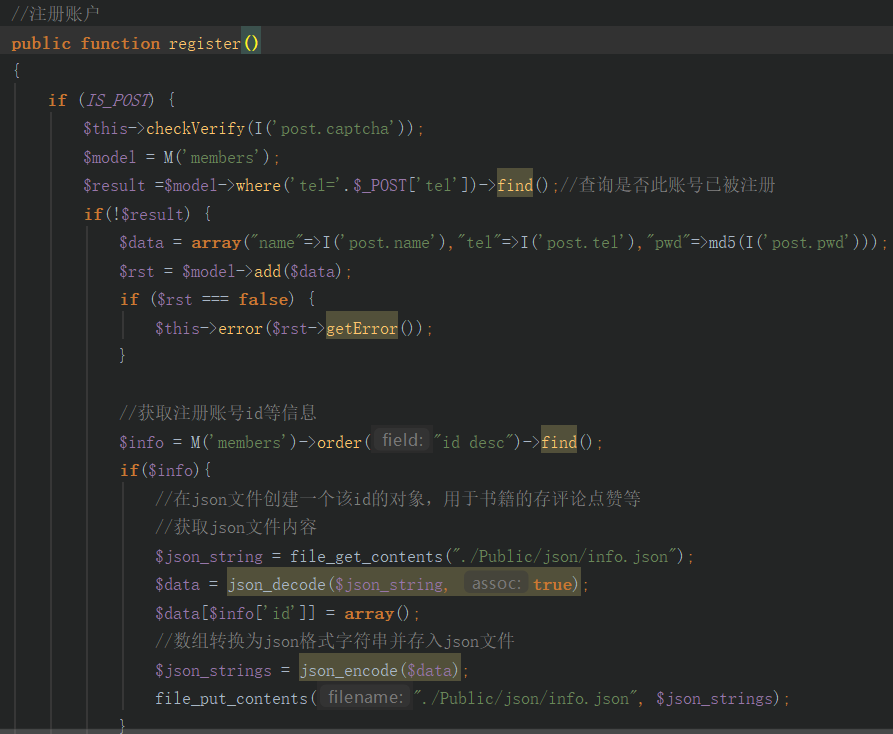 //注册账户
public function register()
{
if (IS_POST) {
$this->checkVerify(I('post.captcha'));
$model = M('members');
$result =$model->where('tel='.$_POST['tel'])->find();//查询是否此账号已被注册
if(!$result) {
$data = array("name"=>I('post.name'),"tel"=>I('post.tel'),"pwd"=>md5(I('post.pwd')));
$rst = $model->add($data);
if ($rst === false) {
$this->error($rst->getError());
}
//获取注册账号id等信息
$info = M('members')->order( field: "id desc")->find();
if($info){
//在json文件创建一个该id的对象，用于书籍的存评论点赞等
//获取json文件内容
$json_string = file_get_contents("./Public/json/info.json");
$data = json_decode($json_string, assoc: true);
$data[$info['id']] = array();
//数组转换为json格式字符串并存入json文件
$json_strings = json_encode($data);
file_put_contents( filename: "./Public/json/info.json", $json_strings);
}